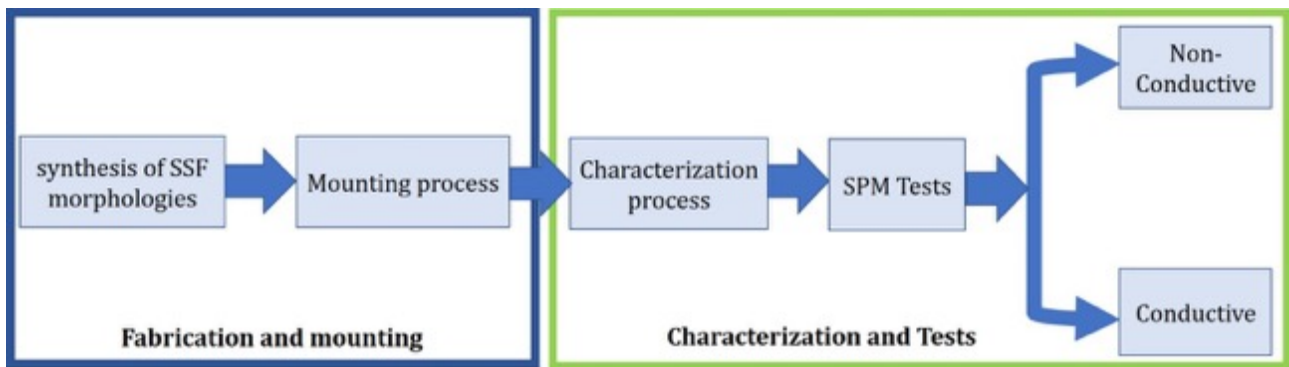 synthesis of SSF
morphologies
Mounting process
Fabrication and mounting
Characterization
process
SPM Tests
Non-
Conductive
Conductive
Characterization and Tests